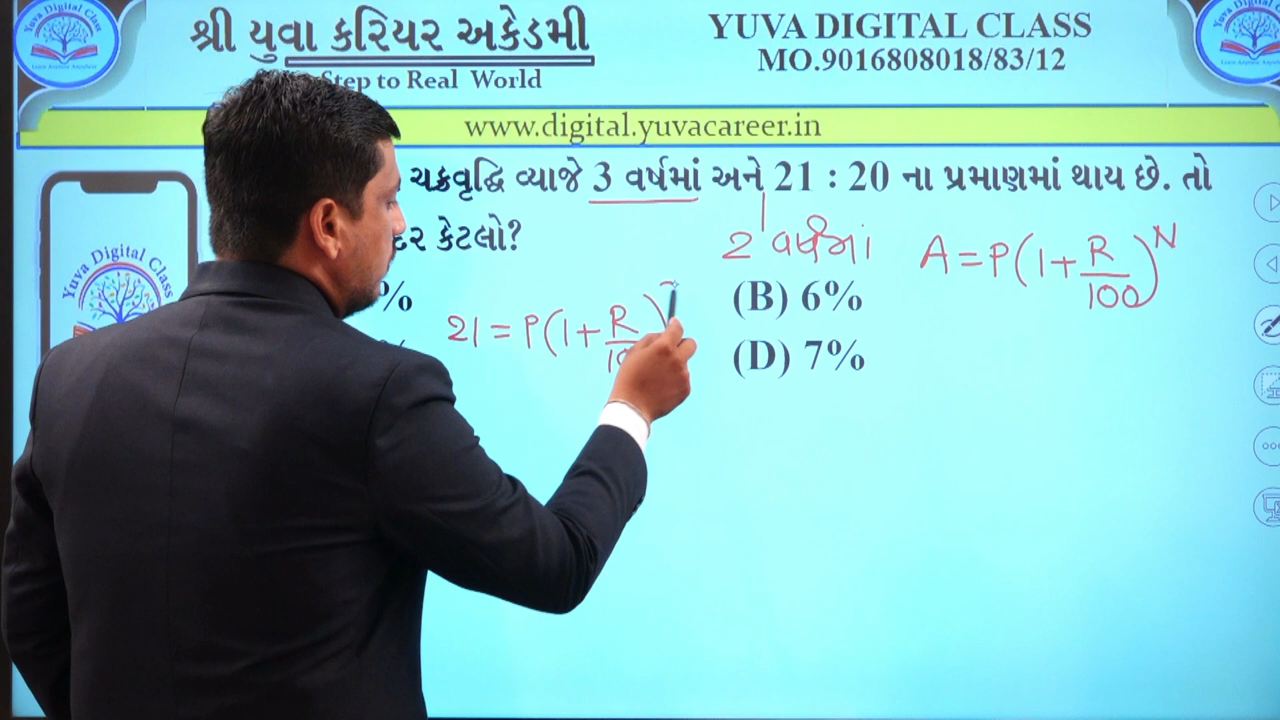 શ્રી યુવા કરિયર અકેડમી
Step to Real World
YUVA DIGITAL CLASS
MO.9016808018/83/12
www.digital.yuvacareer.in
ચક્રવૃદ્ધિ વ્યાજે 3 વર્ષમાં અને 21 : 20 ના પ્રમાણમાં થાય છે. તો
દર કેટલો?
2 વર્ષમાં
A=P(1+R/100)^N
%
(B) 6%
21=P(1+R/10
(D) 7%
Yuva Digital Class